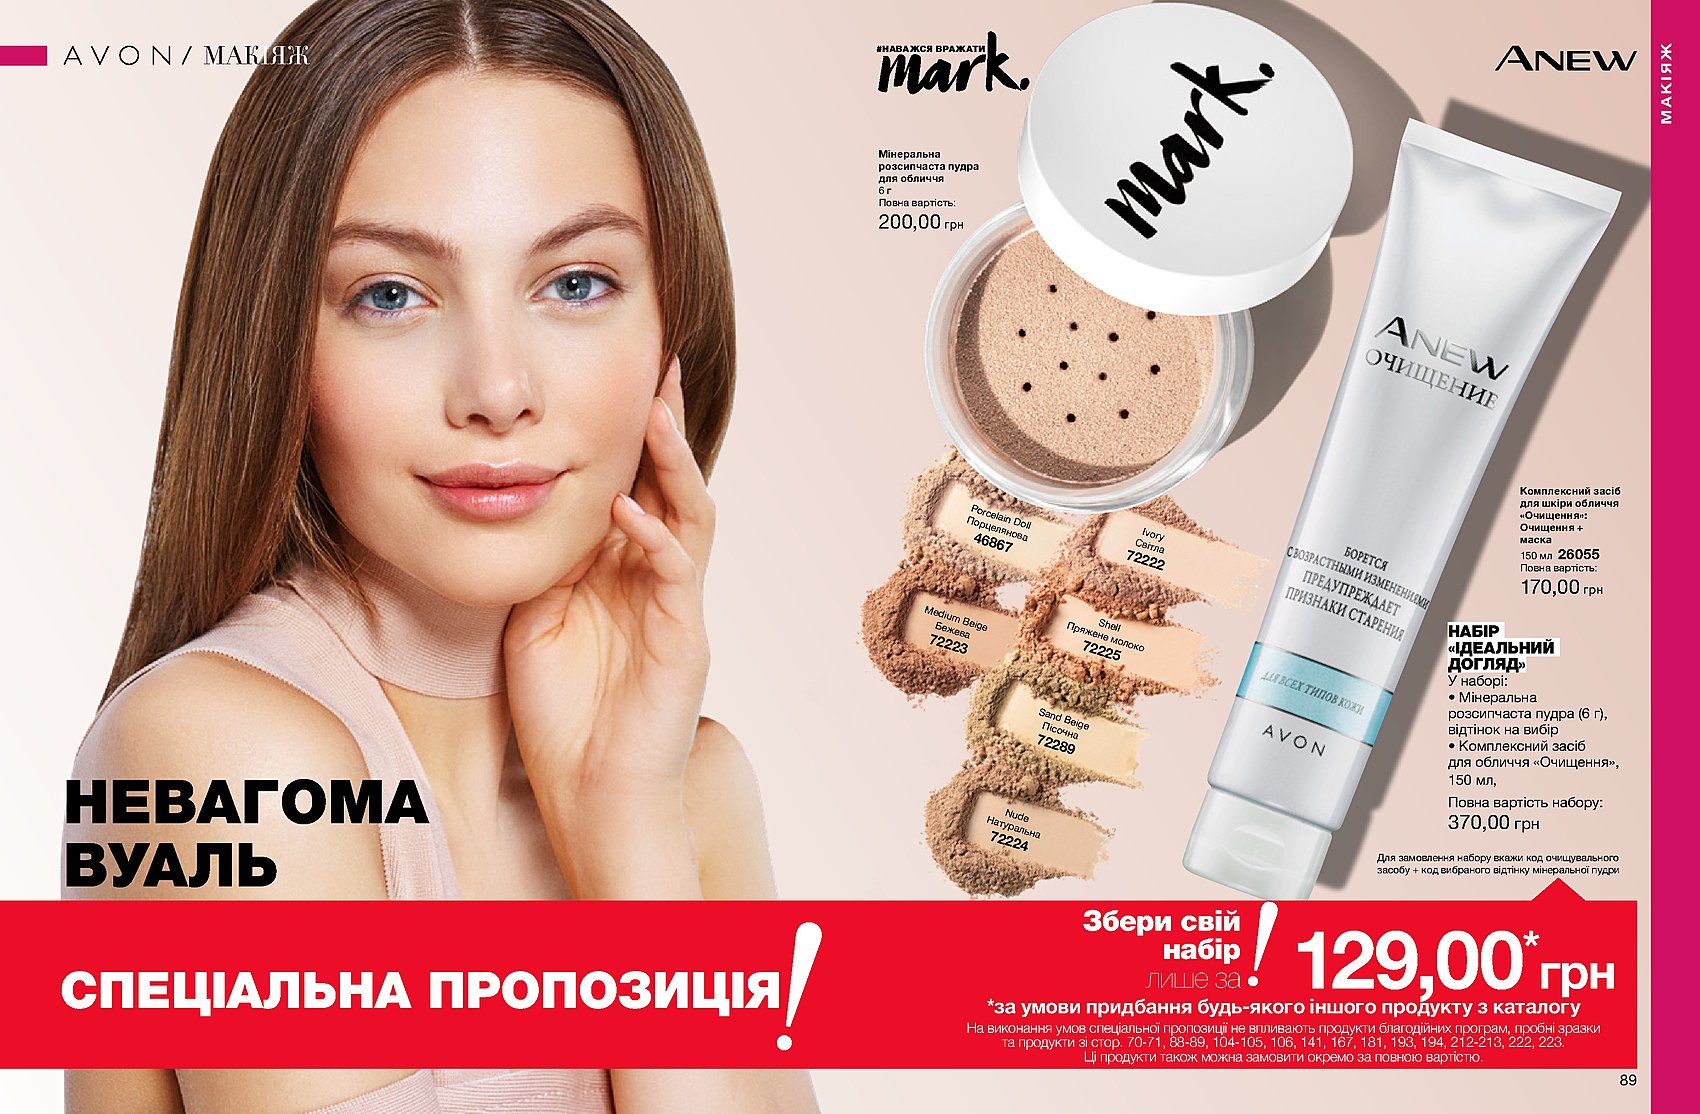 AVON / МАКІЯЖ
НЕВАГОМА
ВУАЛЬ
СПЕЦІАЛЬНА ПРОПОЗИЦІЯ!
#НАВАЖСЯ ВРАЖАТИ
mark.
Мінеральна
розсипчаста пудра
для обличчя
6 г
Повна вартість:
200,00 грн
mark.
ANEW
МАКІЯЖ
Porcelain Doll
Порцелянова
46867
Ivory
Світла
72222
Medium Beige
Бежева
72223
Shell
Пряжене молоко
72225
Sand Beige
Пісочна
72289
Nude
Натуральна
72224
ANEW
ОЧИЩЕНИЕ
БОРЕТСЯ
С ВОЗРАСТНЫМИ ИЗМЕНЕНИЯМИ
ПРЕДУПРЕЖДАЕТ
ПРИЗНАКИ СТАРЕНИЯ
ДЛЯ ВСЕХ ТИПОВ КОЖИ
AVON
Комплексний засіб
для шкіри обличчя
«Очищення»:
Очищення +
маска
150 мл 26055
Повна вартість:
170,00 грн
НАБІР
«ІДЕАЛЬНИЙ
ДОГЛЯД»
У наборі:
• Мінеральна
розсипчаста пудра (6 г),
відтінок на вибір
• Комплексний засіб
для обличчя «Очищення»,
150 мл,
Повна вартість набору:
370,00 грн
Для замовлення набору вкажи код очищувального
засобу + код вибраного відтінку мінеральної пудри
Збери свій
набір
лише за !
129,00* грн
*за умови придбання будь-якого іншого продукту з каталогу
На виконання умов спеціальної пропозиції не впливають продукти благодійних програм, пробні зразки
та продукти зі стор. 70-71, 88-89, 104-105, 106, 141, 167, 181, 193, 194, 212-213, 222, 223.
Ці продукти також можна замовити окремо за повною вартістю.
89